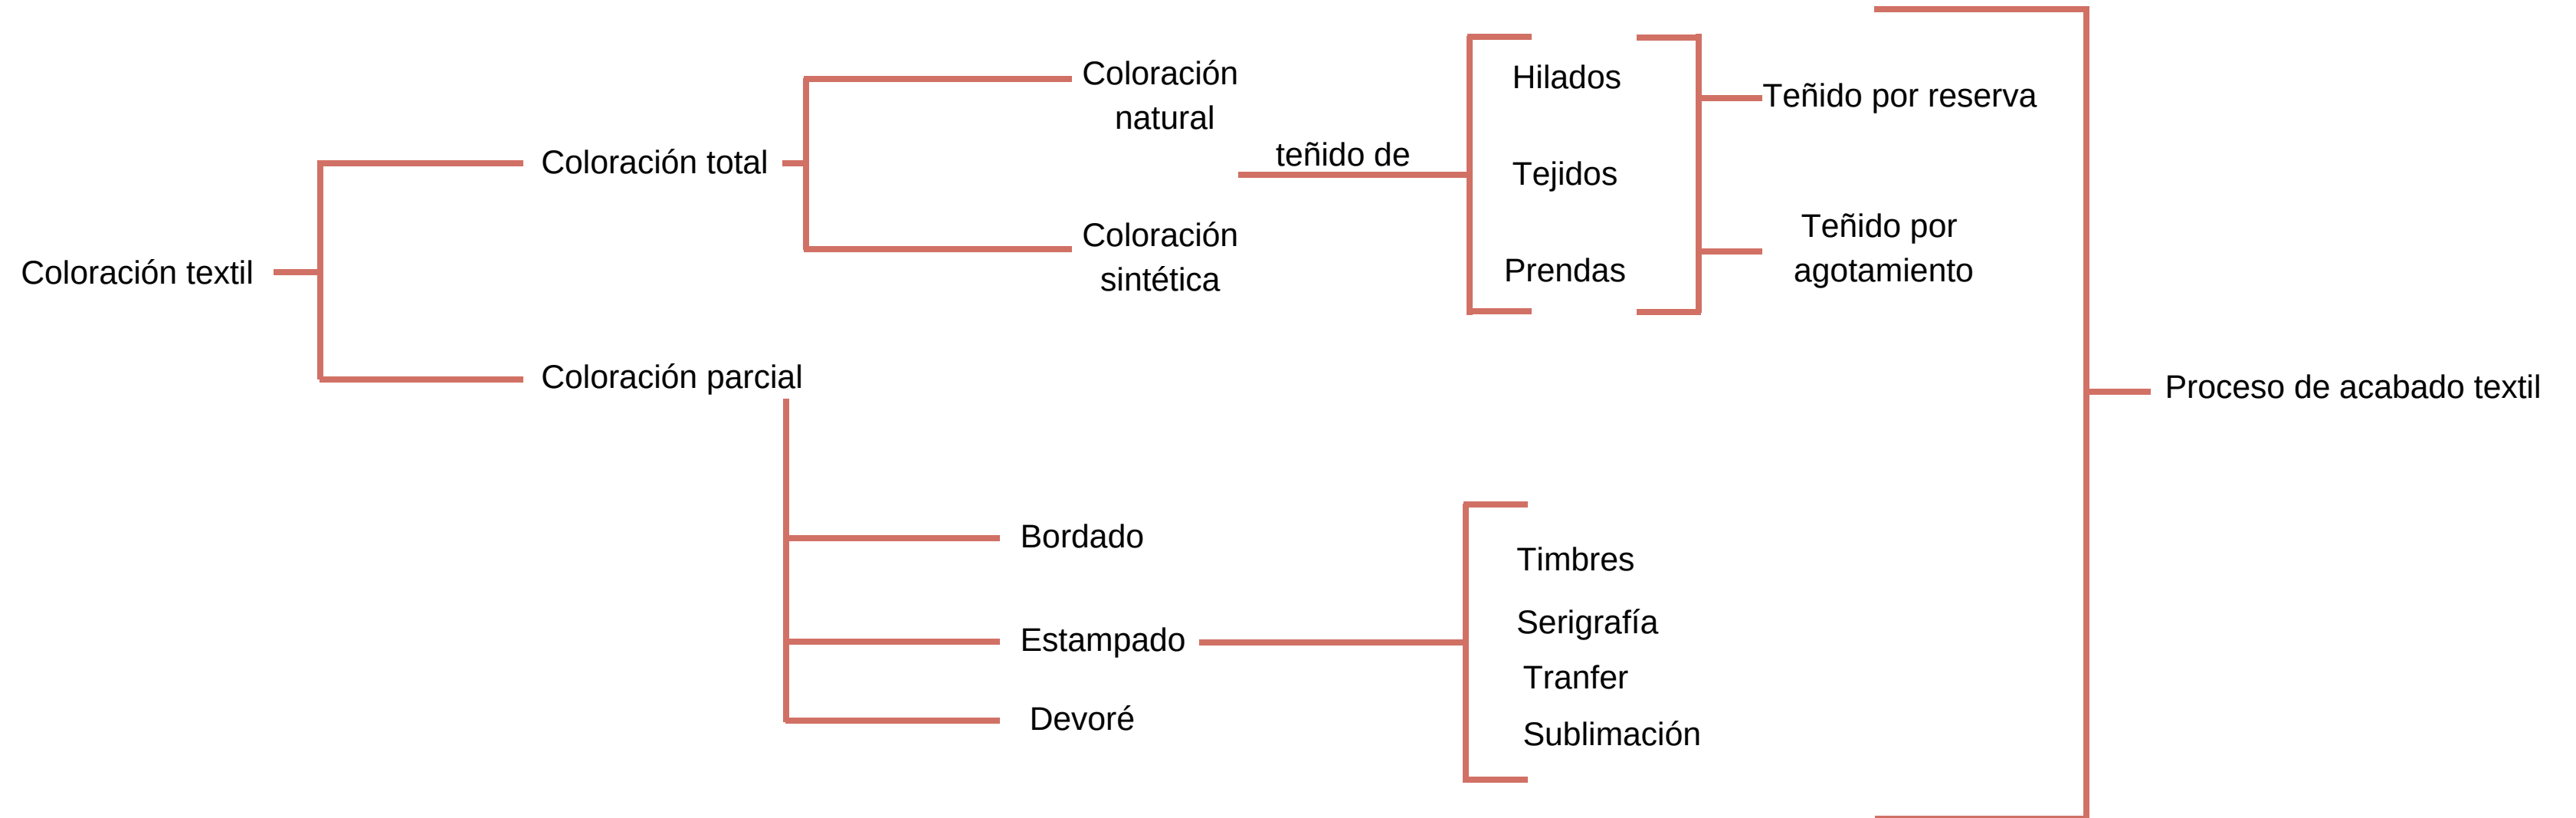 Coloración textil
Coloración total
Coloración parcial
Coloración
natural
Coloración
sintética
teñido de
Hilados
Tejidos
Prendas
Teñido por reserva
Teñido por
agotamiento
Bordado
Estampado
Devoré
Timbres
Serigrafía
Tranfer
Sublimación
Proceso de acabado textil